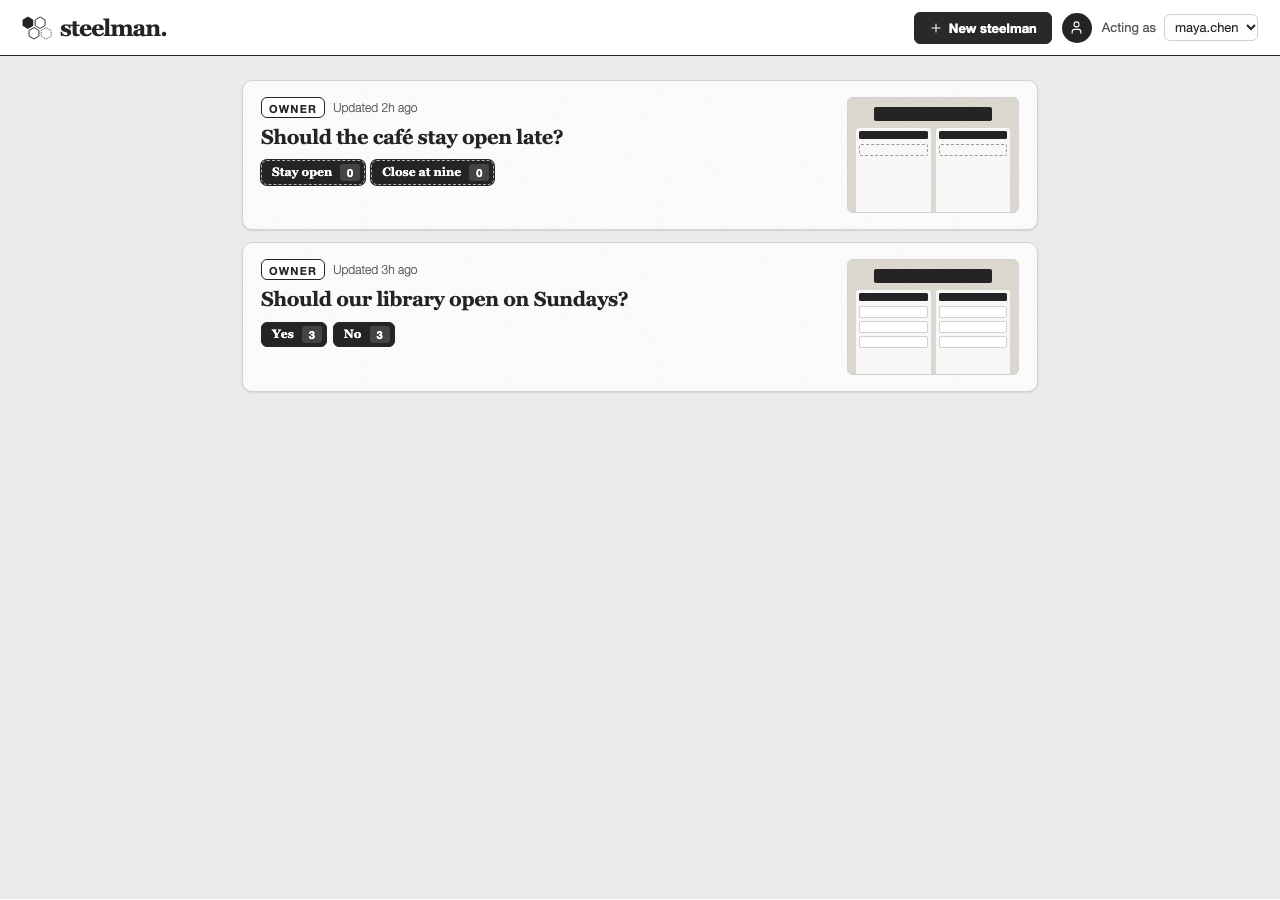 steelman.
+ New steelman
Acting as
maya.chen
OWNER Updated 2h ago
Should the café stay open late?
Stay open 0 Close at nine 0
OWNER Updated 3h ago
Should our library open on Sundays?
Yes 3 No 3